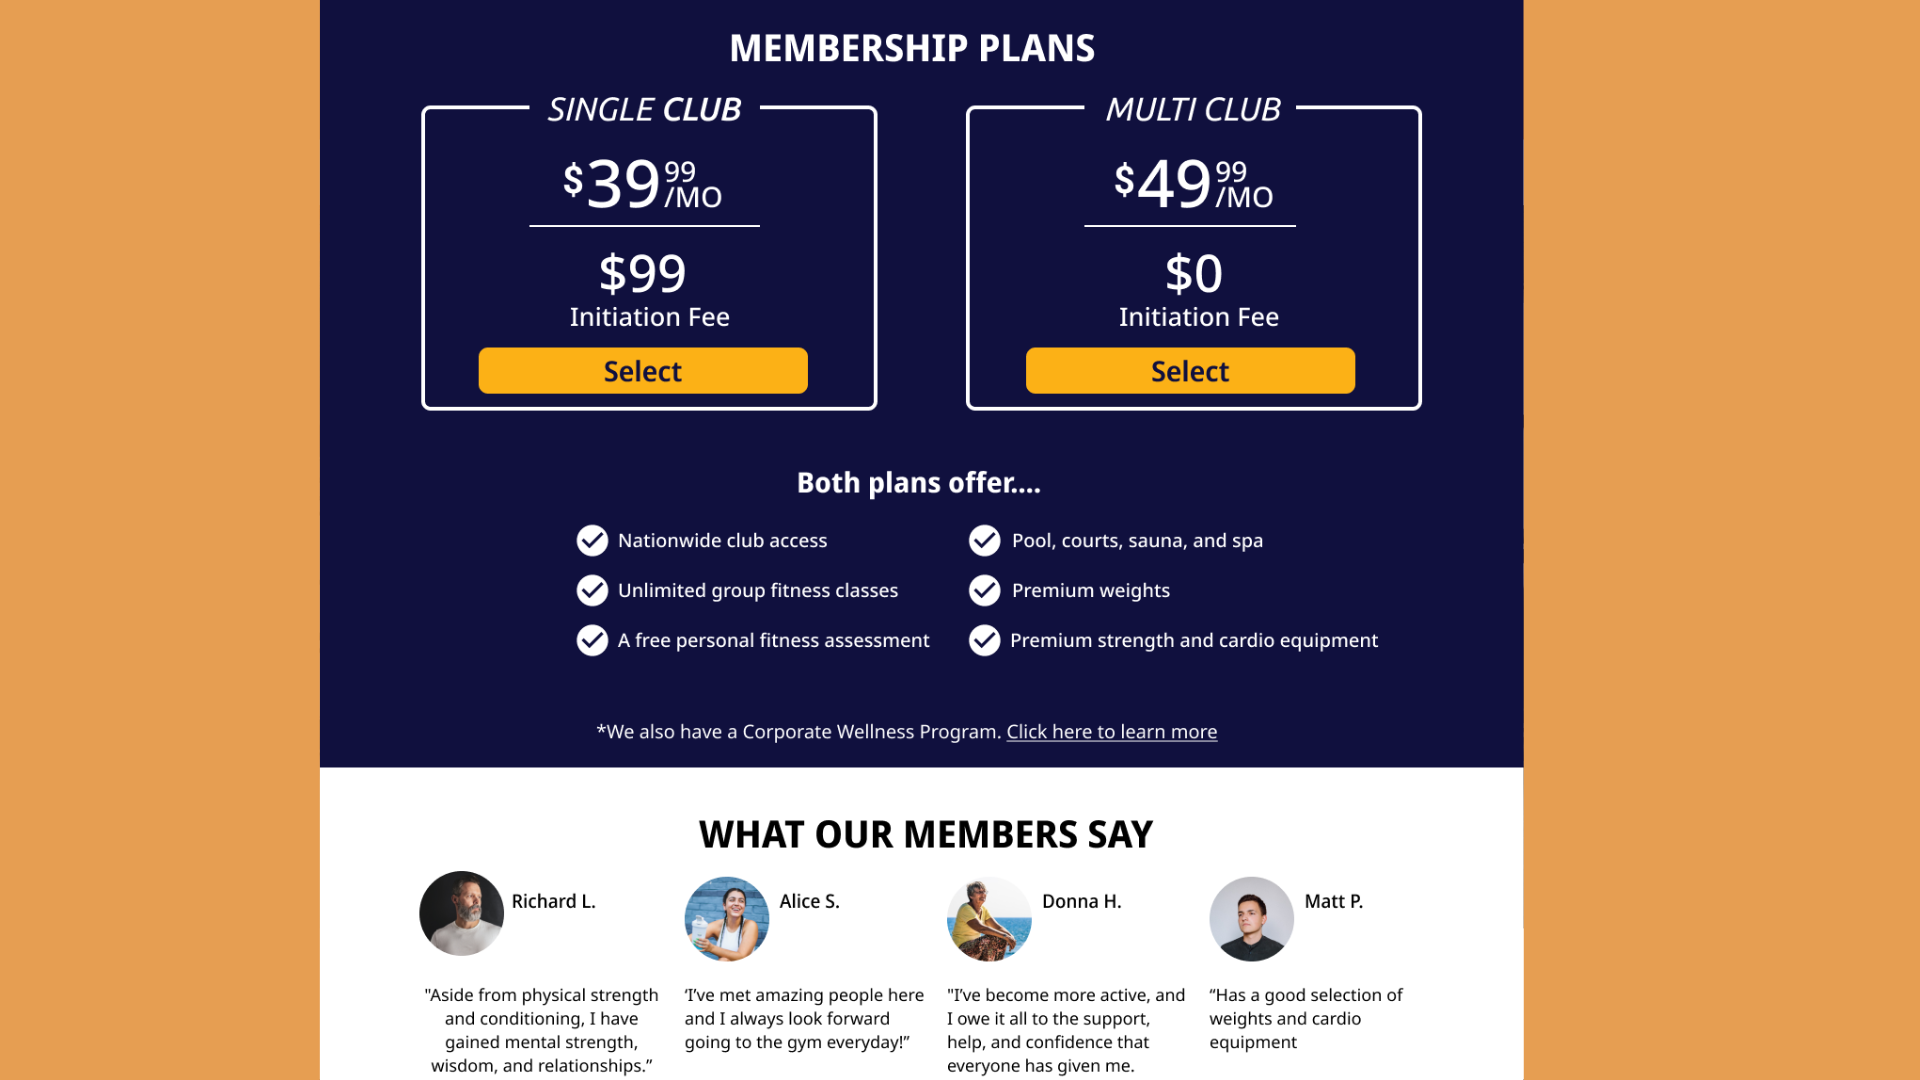 MEMBERSHIP PLANS
SINGLE CLUB
$39 99 /MO
$99
Initiation Fee
Select
MULTI CLUB
$49 99 /MO
$0
Initiation Fee
Select
Both plans offer....
Nationwide club access
Unlimited group fitness classes
A free personal fitness assessment
Pool, courts, sauna, and spa
Premium weights
Premium strength and cardio equipment
*We also have a Corporate Wellness Program. Click here to learn more
WHAT OUR MEMBERS SAY
Richard L.
"Aside from physical strength
and conditioning, I have
gained mental strength,
wisdom, and relationships.”
Alice S.
‘I’ve met amazing people here
and I always look forward
going to the gym everyday!”
Donna H.
"I’ve become more active, and
I owe it all to the support,
help, and confidence that
everyone has given me.
Matt P.
“Has a good selection of
weights and cardio
equipment